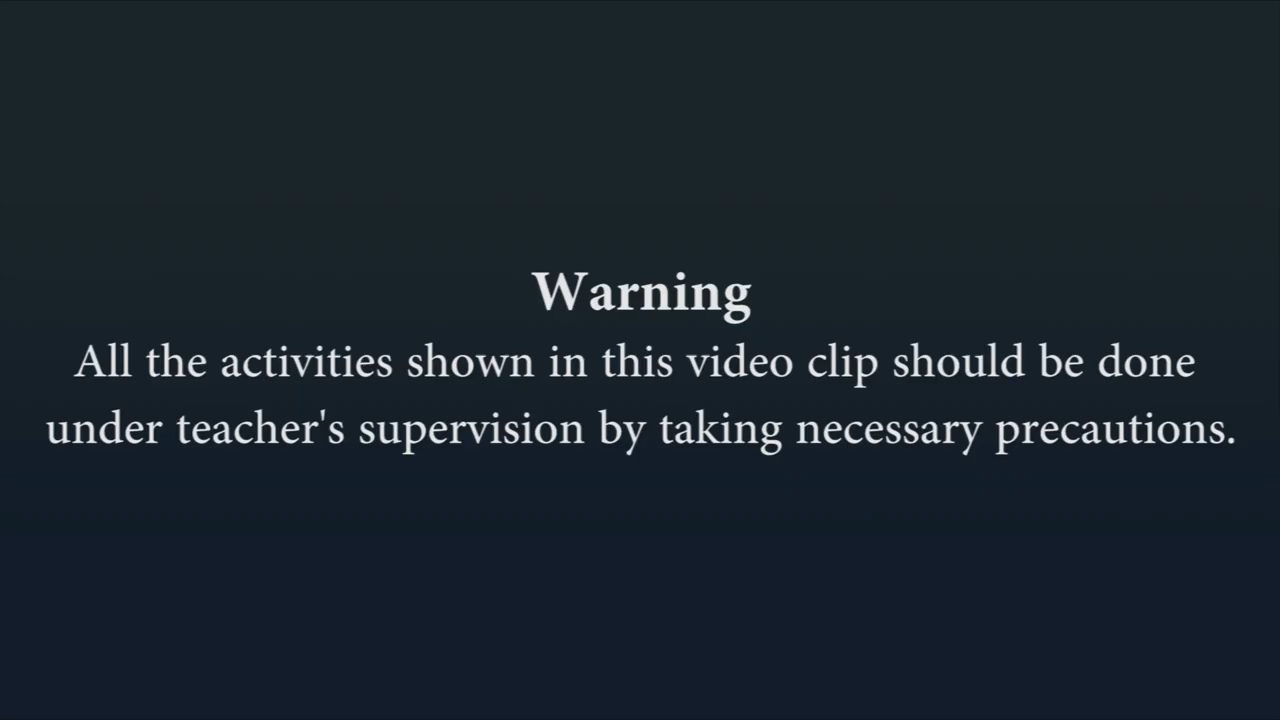 Warning
All the activities shown in this video clip should be done
under teacher's supervision by taking necessary precautions.